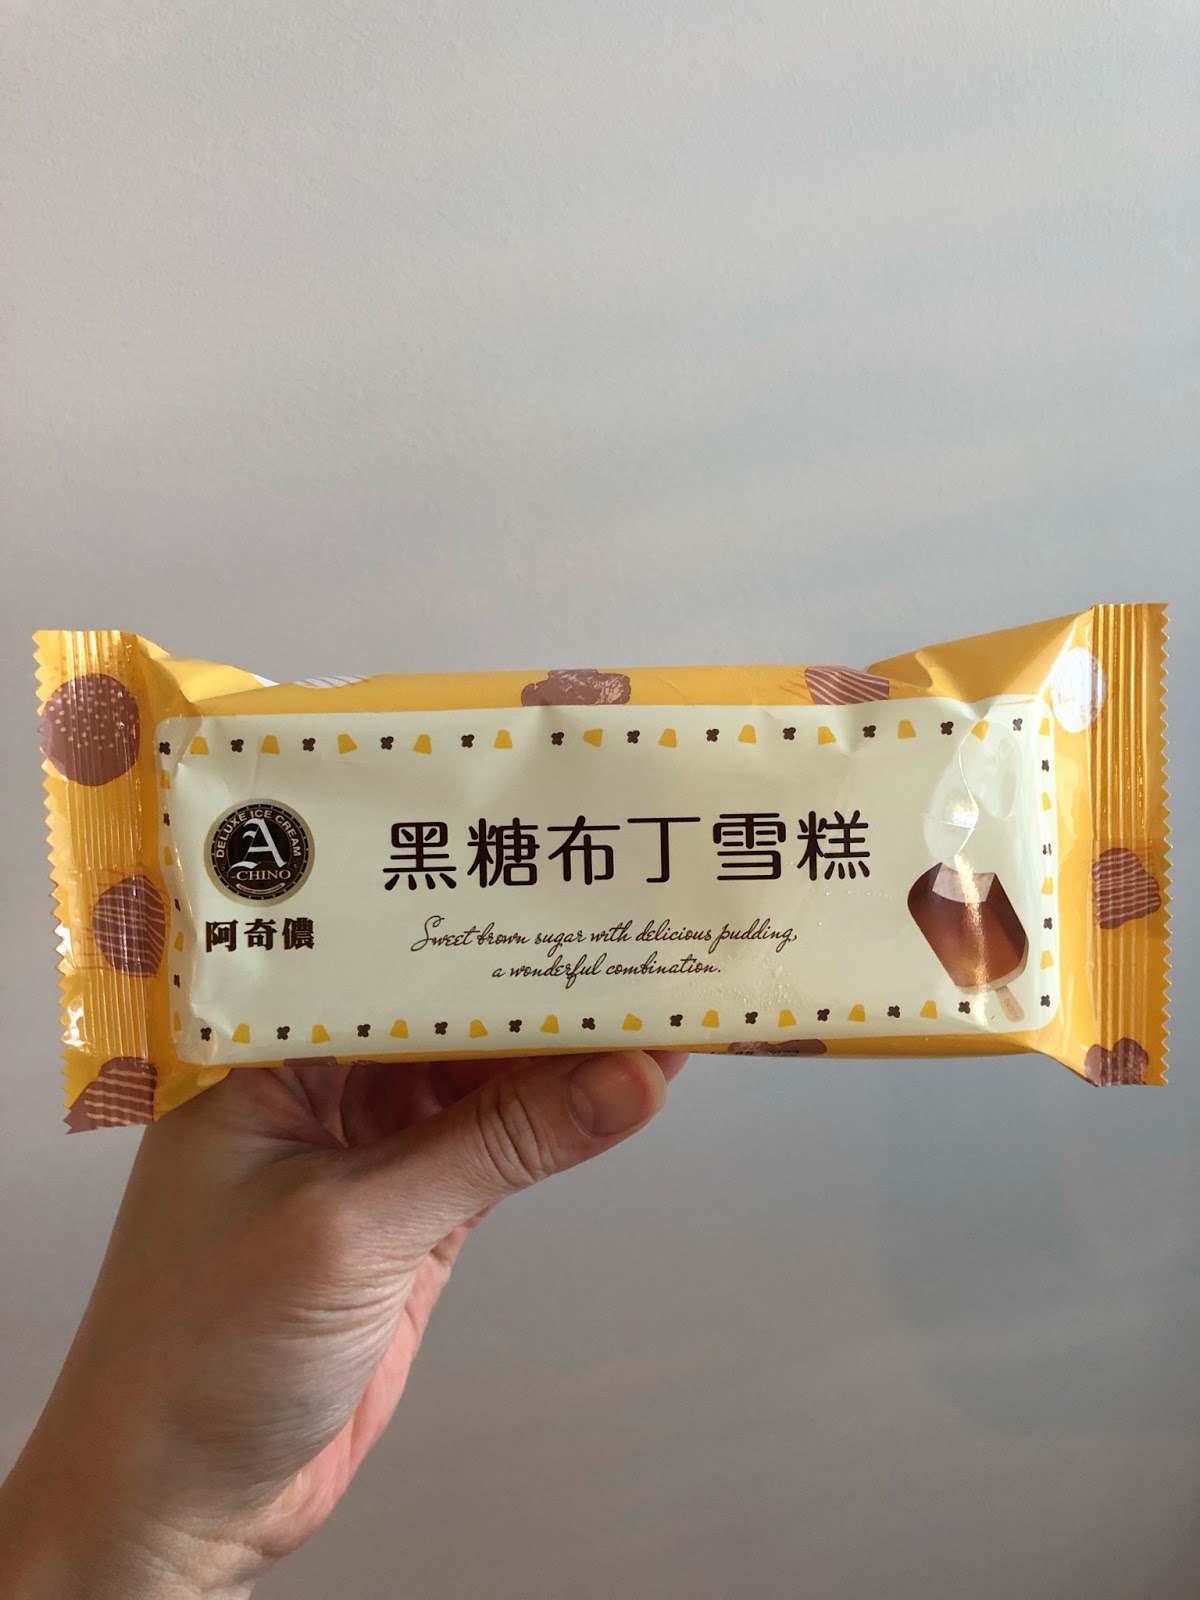 DELUXE ICE CREAM
A
-CHINO
阿奇儂
黑糖布丁雪糕
Sweet brown sugar with delicious pudding,
a wonderful combination.